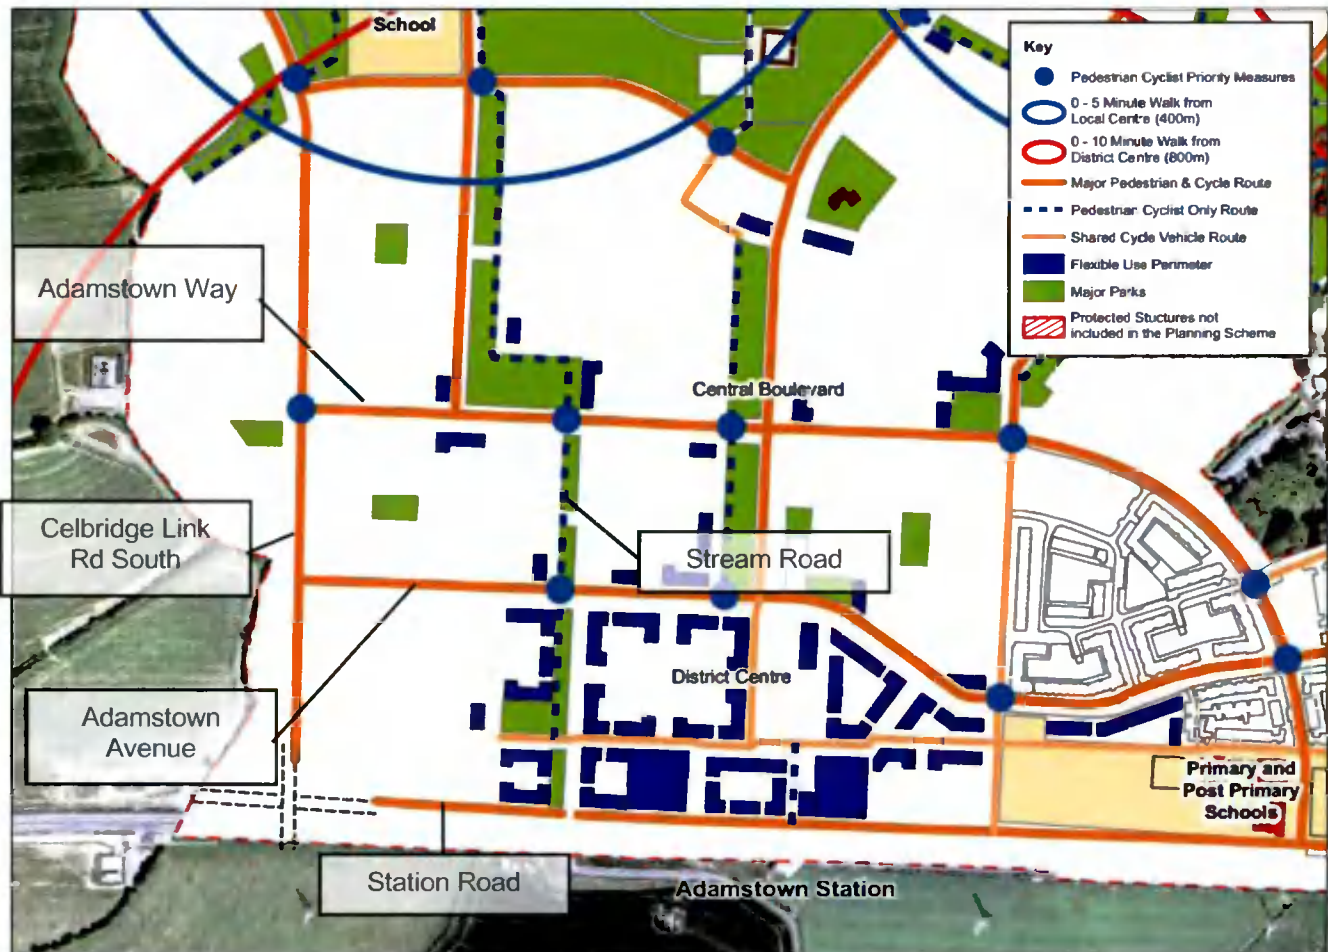 School
Key
Pedestrian Cyclist Priority Measures
0 - 5 Minute Walk from
Local Centre (400m)
0 - 10 Minute Walk from
District Centre (800m)
Major Pedestrian & Cycle Route
Pedestrian Cyclist Only Route
Shared Cycle Vehicle Route
Flexible Use Perimeter
Major Parks
Protected Stuctures not
included in the Planning Scheme
Adamstown Way
Central Boulevard
Celbridge Link
Rd South
Stream Road
District Centre
Adamstown
Avenue
Primary and
Post Primary
Schools
Station Road
Adamstown Station